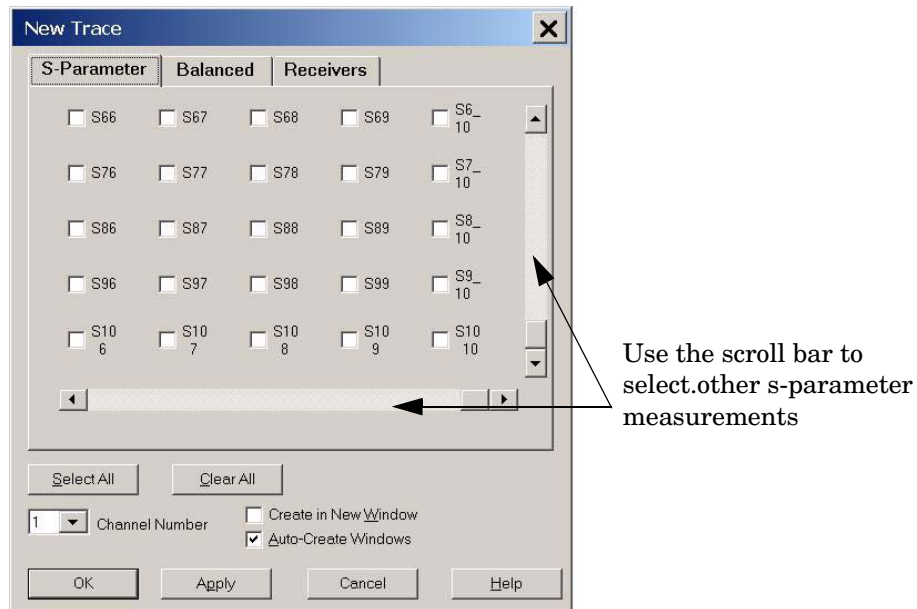 New Trace
S-Parameter Balanced Receivers
S66 S67 S68 S69 S6_
10
S76 S77 S78 S79 S7_
10
S86 S87 S88 S89 S8_
10
S96 S97 S98 S99 S9_
10
S10 S10 S10 S10 S10
6 7 8 9 10
Use the scroll bar to
select.other s-parameter
measurements
Select All Clear All
1 Channel Number
Create in New Window
Auto-Create Windows
OK Apply Cancel Help